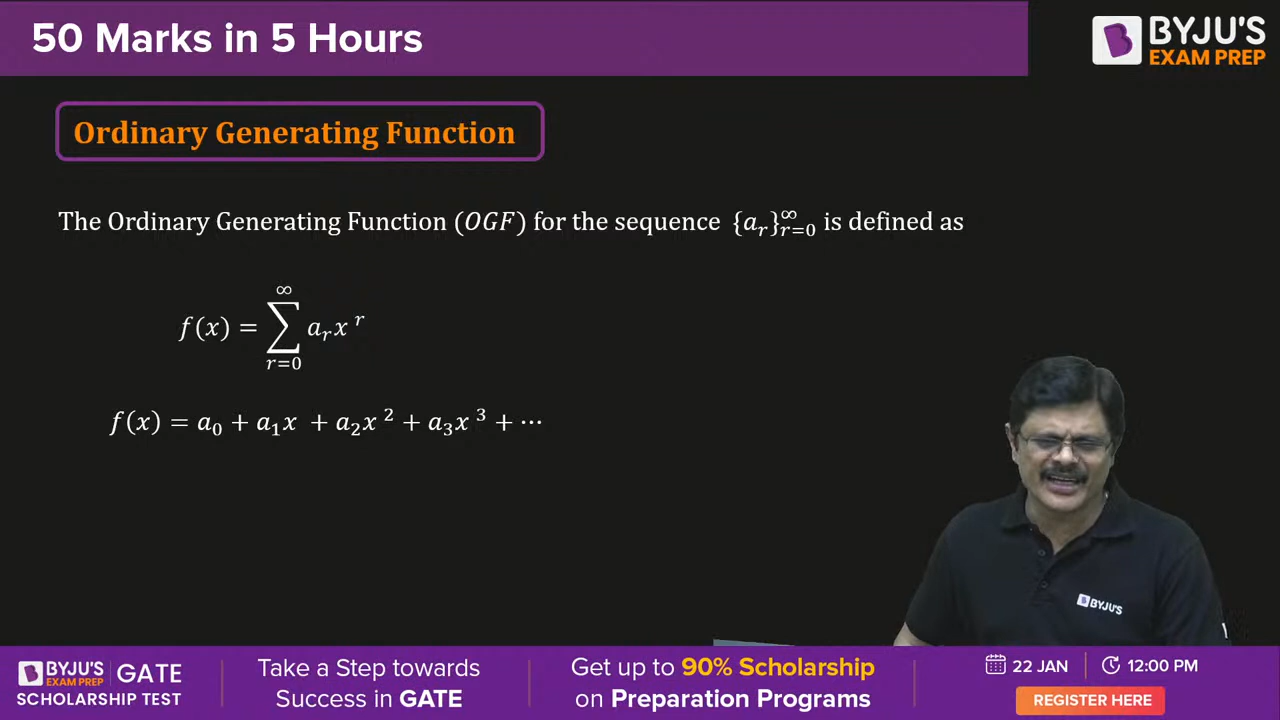 50 Marks in 5 Hours
BYJU'S
EXAM PREP
Ordinary Generating Function
The Ordinary Generating Function (OGF) for the sequence {a_r}_{r=0}^∞ is defined as
f(x) = ∑_{r=0}^∞ a_r x^r
f(x) = a_0 + a_1x + a_2x^2 + a_3x^3 + ⋯
BYJU'S
BYJU'S EXAM PREP GATE
SCHOLARSHIP TEST
Take a Step towards
Success in GATE
Get up to 90% Scholarship
on Preparation Programs
22 JAN 12:00 PM
REGISTER HERE